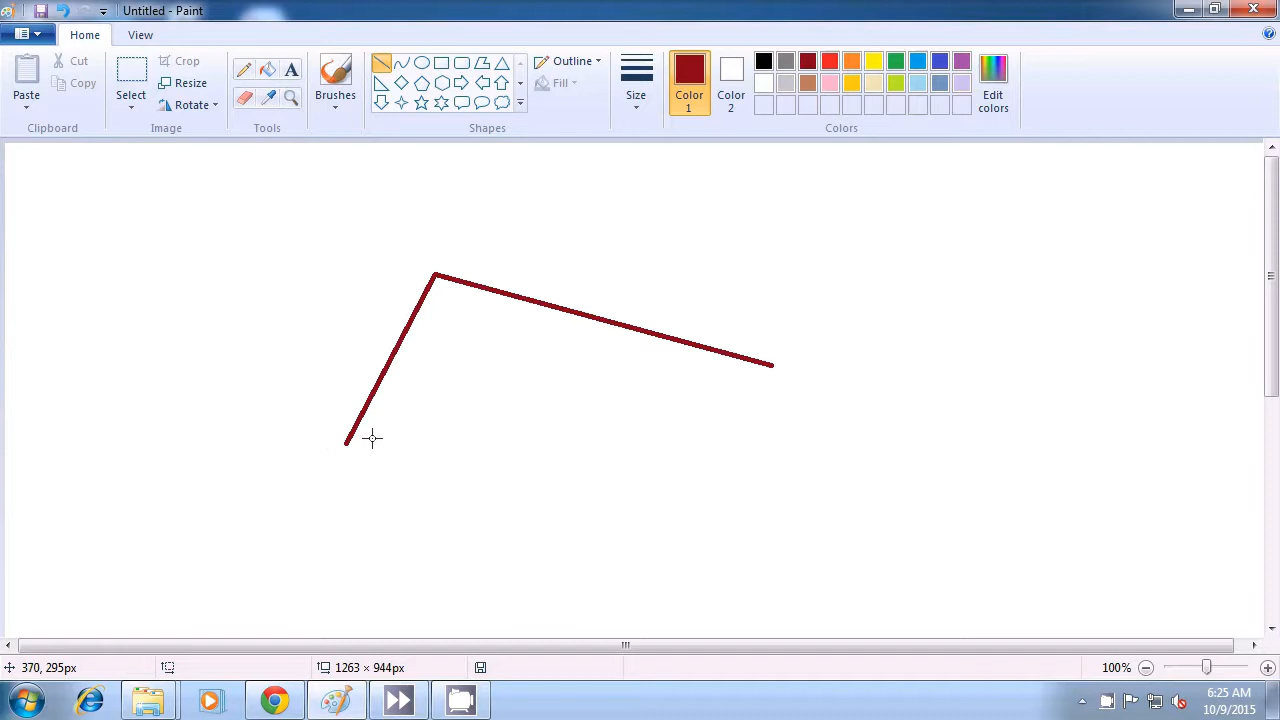 Untitled - Paint
Home View
Paste
Cut
Copy
Clipboard
Select
Crop
Resize
Rotate
Image
A
Tools
Brushes
Outline
Fill
Shapes
Size
Color 1
Color 2
Edit colors
Colors
370, 295px
1263 × 944px
100%
6:25 AM
10/9/2015